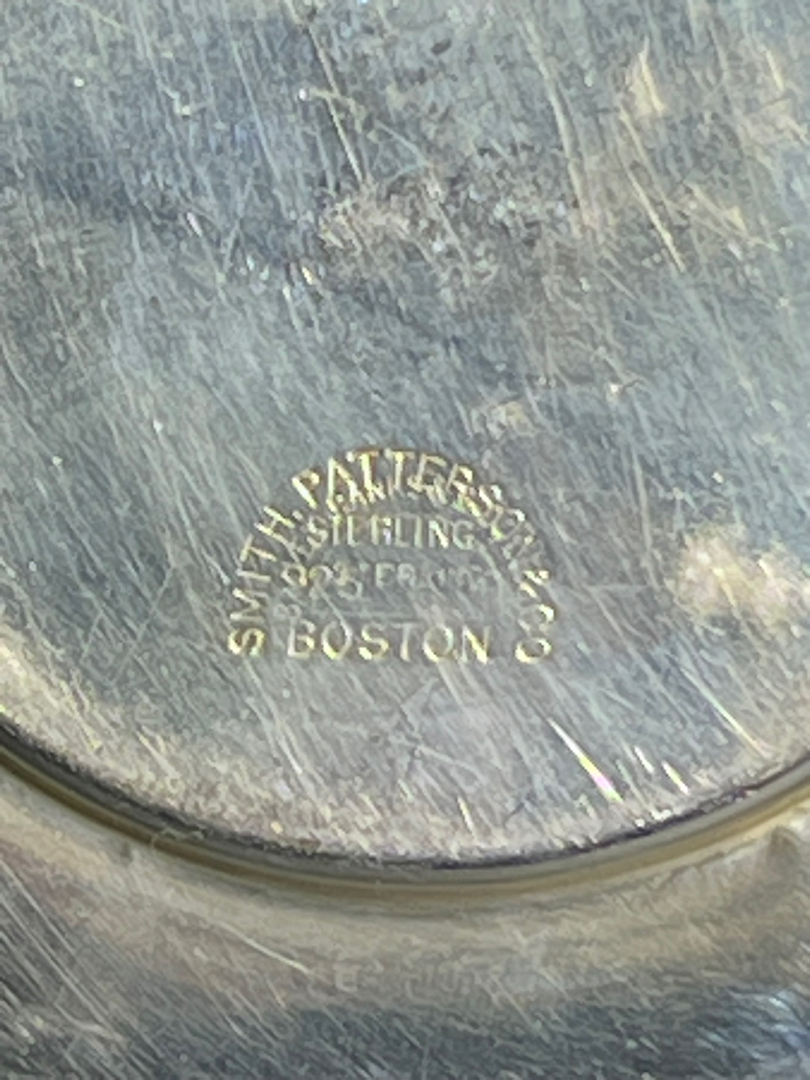 SMITH, PATTERSON & CO
STERLING
BOSTON